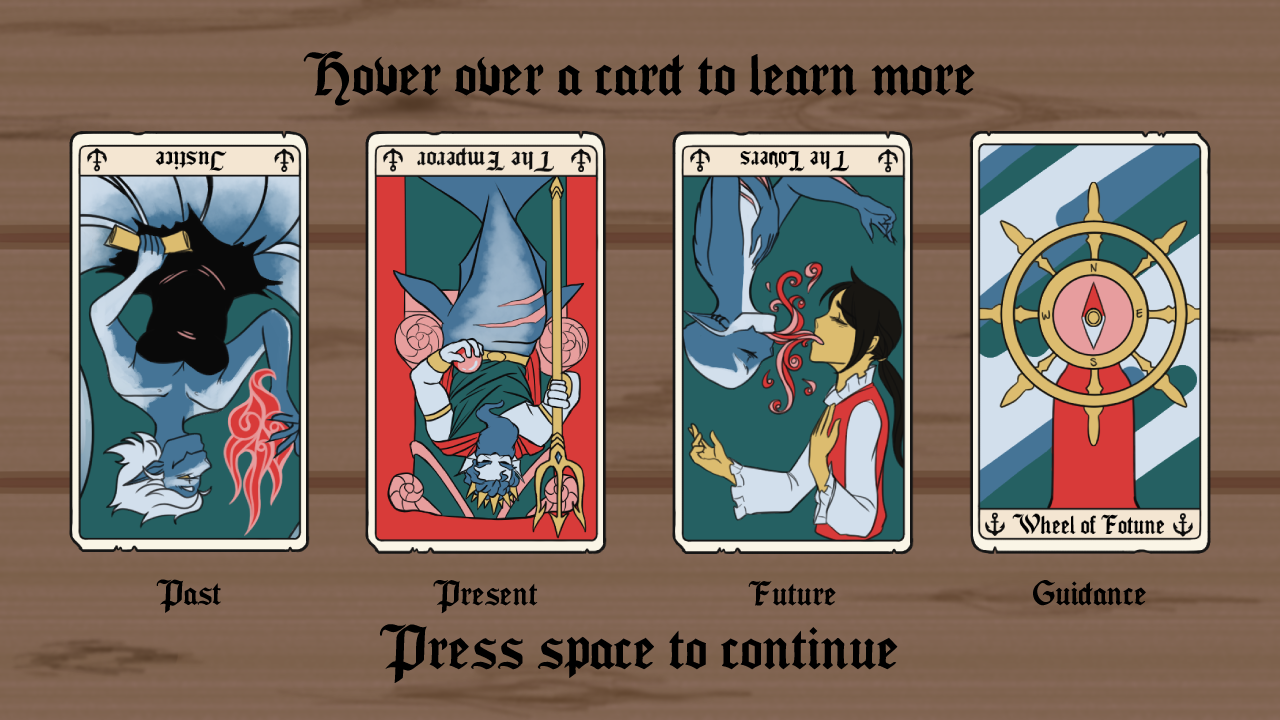 Hover over a card to learn more
Justice
The Emperor
The Lovers
N
W E
S
Wheel of Fotune
Past
Present
Future
Guidance
Press space to continue